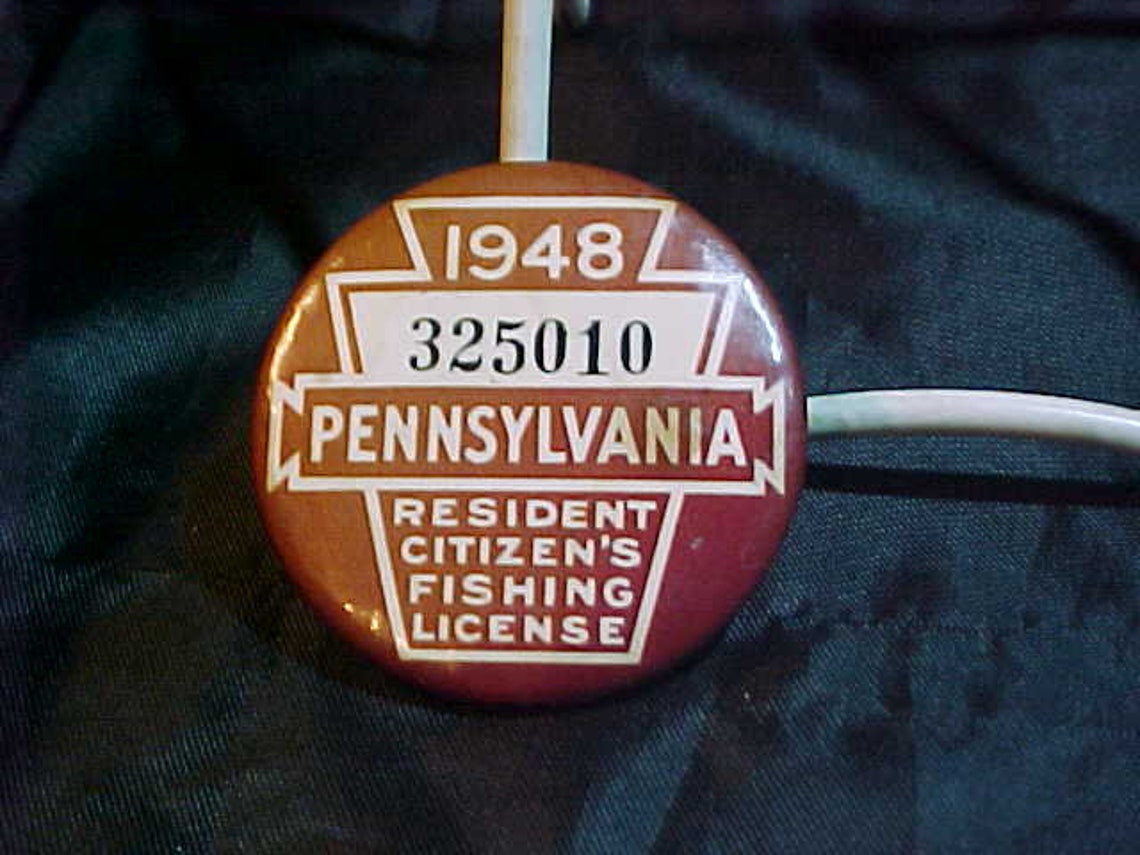 1948
325010
PENNSYLVANIA
RESIDENT
CITIZEN'S
FISHING
LICENSE